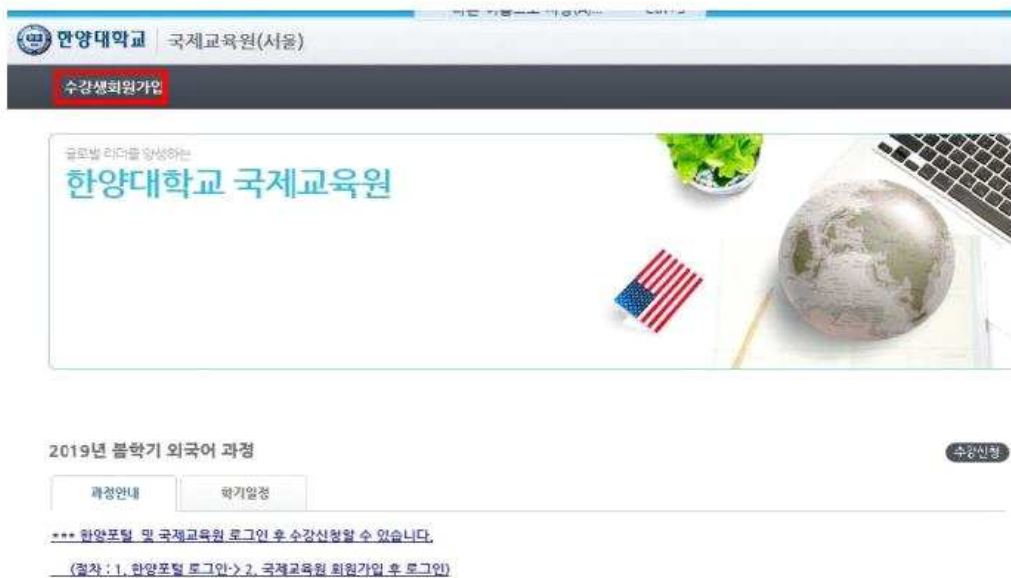 한양대학교 국제교육원(서울)
수강생회원가입
글로벌 리더를 양성하는
한양대학교 국제교육원
2019년 봄학기 외국어 과정
수강신청
과정안내 학기일정
*** 한양포털 및 국제교육원 로그인 후 수강신청할 수 있습니다.
(절차 : 1. 한양포털 로그인-> 2. 국제교육원 회원가입 후 로그인)